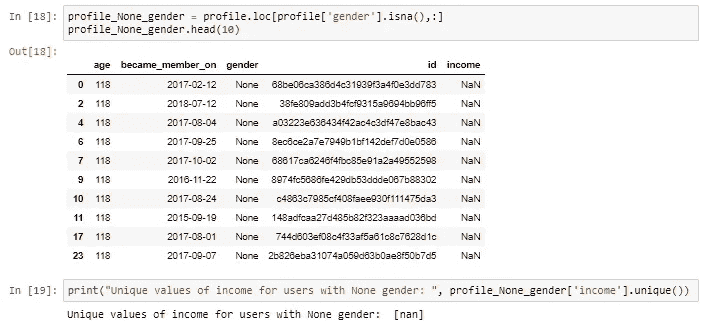 In [18]: profile_None_gender = profile.loc[profile['gender'].isna(),:]
profile_None_gender.head(10)
Out[18]:
age became_member_on gender id income
0 118 2017-02-12 None 68be06ca386d4c31939f3a4f0e3dd783 NaN
2 118 2018-07-12 None 38fe809add3b4fcf9315a9694bb96ff5 NaN
4 118 2017-08-04 None a03223e636434f42ac4c3df47e8bac43 NaN
6 118 2017-09-25 None 8ec6ce2a7e7949b1bf142def7d0e0586 NaN
7 118 2017-10-02 None 68617ca6246f4fbc85e91a2a49552598 NaN
9 118 2016-11-22 None 8974fc5686fe429db53ddde067b88302 NaN
10 118 2017-08-24 None c4863c7985cf408faee930f111475da3 NaN
11 118 2015-09-19 None 148adfcaa27d485b82f323aaaad036bd NaN
17 118 2017-08-01 None 744d603ef08c4f33af5a61c8c7628d1c NaN
23 118 2017-09-07 None 2b826eba31074a059d63b0ae8f50b7d5 NaN
In [19]: print("Unique values of income for users with None gender: ", profile_None_gender['income'].unique())
Unique values of income for users with None gender:  [nan]